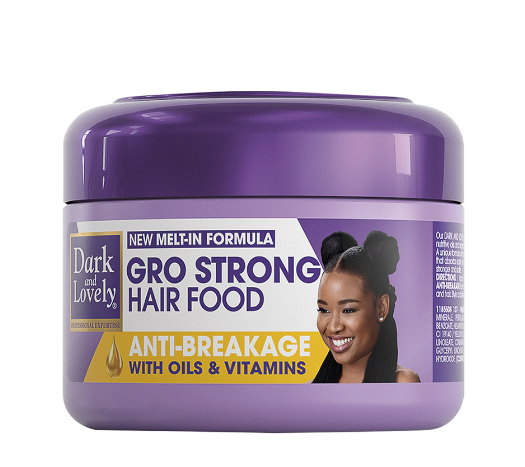 NEW MELT-IN FORMULA
Dark
and
Lovely®
PROFESSIONAL EXPERTISE
GRO STRONG
HAIR FOOD
ANTI-BREAKAGE
WITH OILS & VITAMINS